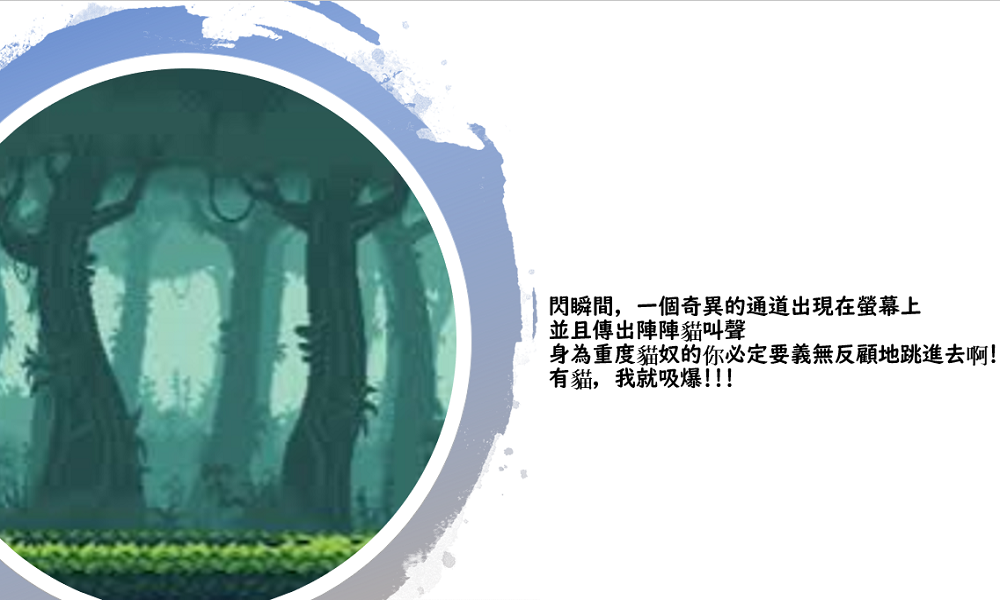 閃瞬間，一個奇異的通道出現在螢幕上
並且傳出陣陣貓叫聲
身為重度貓奴的你必定要義無反顧地跳進去啊!
有貓，我就吸爆!!!